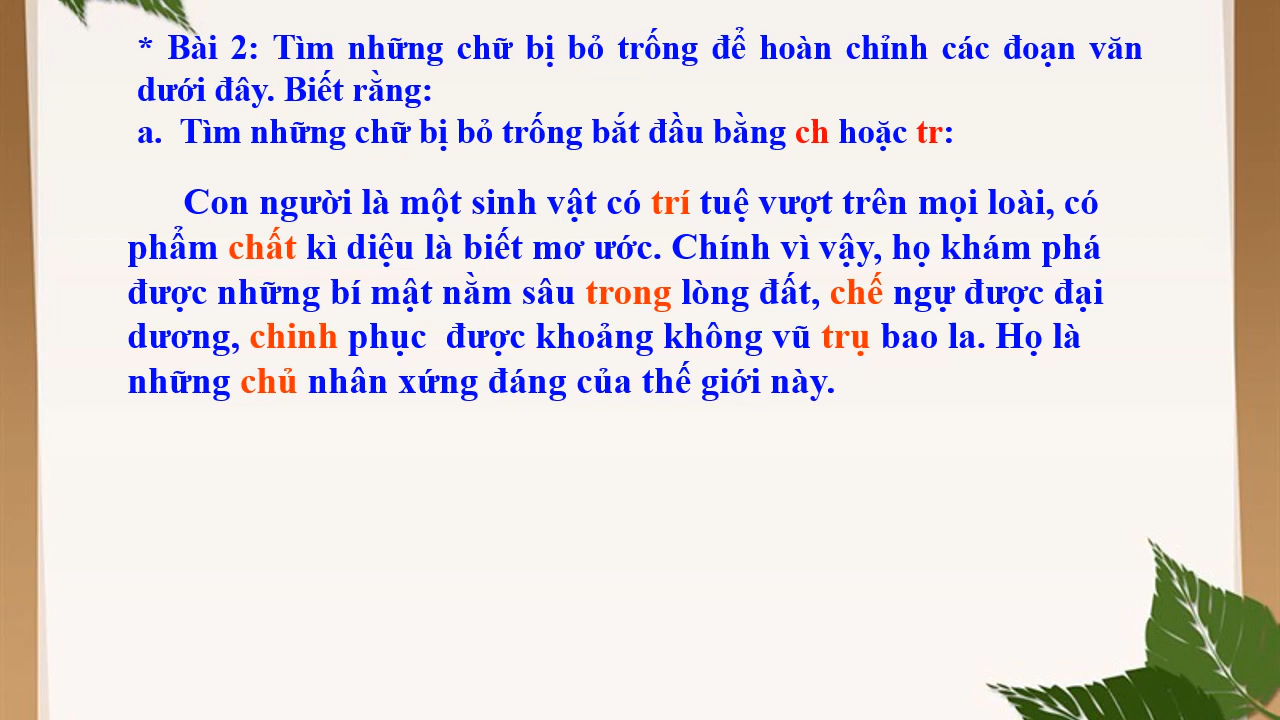 * Bài 2: Tìm những chữ bị bỏ trống để hoàn chỉnh các đoạn văn
dưới đây. Biết rằng:
a. Tìm những chữ bị bỏ trống bắt đầu bằng ch hoặc tr:
Con người là một sinh vật có trí tuệ vượt trên mọi loài, có
phẩm chất kì diệu là biết mơ ước. Chính vì vậy, họ khám phá
được những bí mật nằm sâu trong lòng đất, chế ngự được đại
dương, chinh phục được khoảng không vũ trụ bao la. Họ là
những chủ nhân xứng đáng của thế giới này.